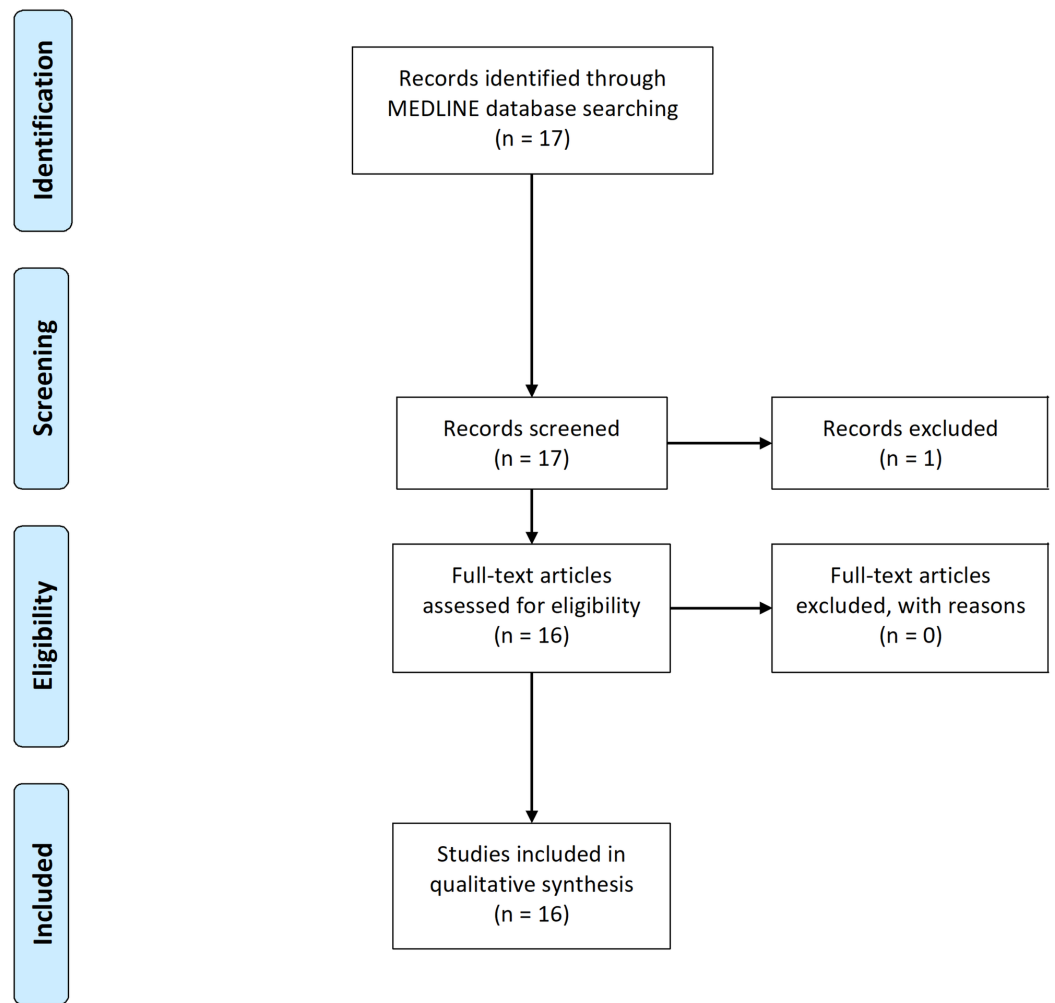 Identification
Records identified through
MEDLINE database searching
(n = 17)
Screening
Records screened
(n = 17)
Records excluded
(n = 1)
Eligibility
Full-text articles
assessed for eligibility
(n = 16)
Full-text articles
excluded, with reasons
(n = 0)
Included
Studies included in
qualitative synthesis
(n = 16)